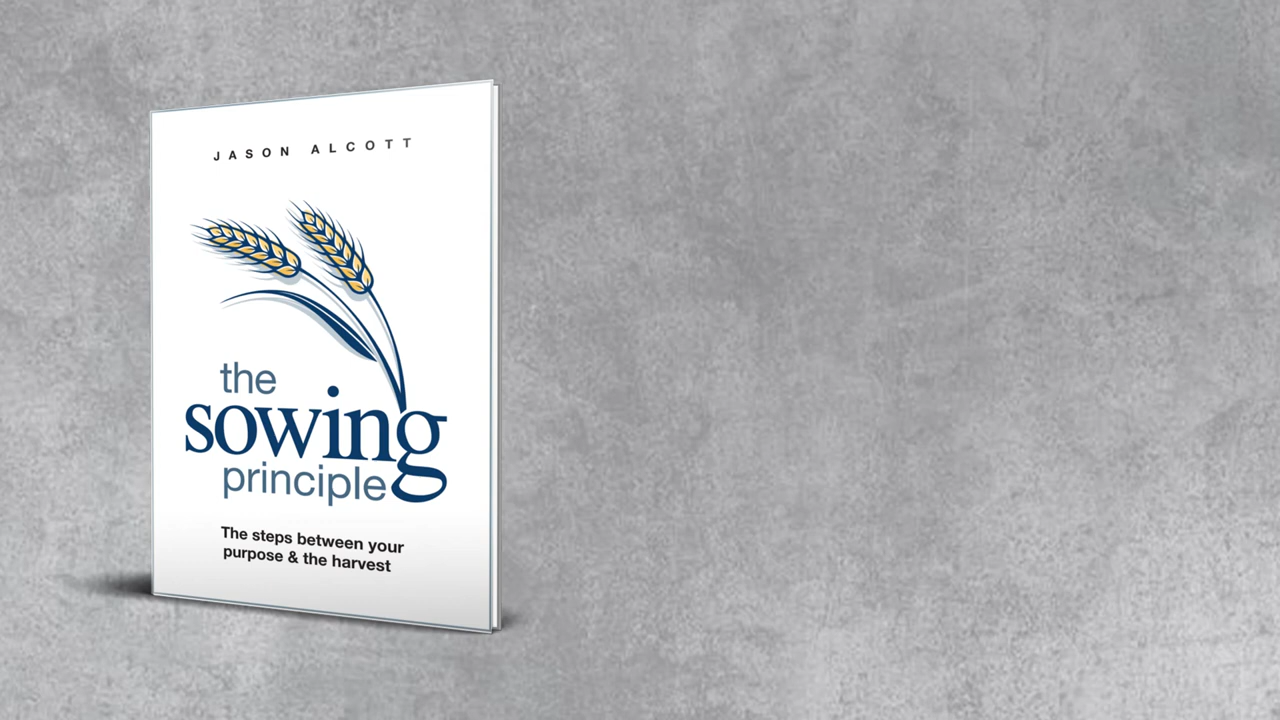 JASON ALCOTT
the
sowing
principle
The steps between your
purpose & the harvest